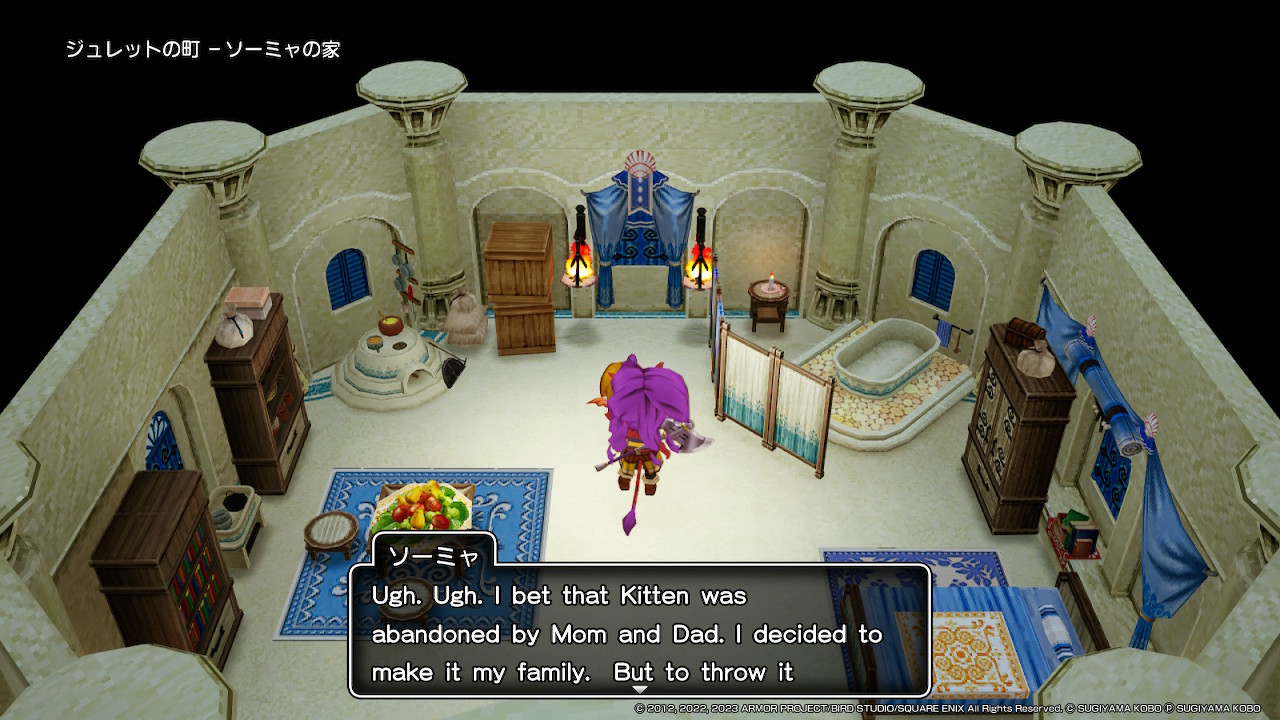 ジュレットの町 − ソーミャの家
ソーミャ
Ugh. Ugh. I bet that Kitten was
abandoned by Mom and Dad. I decided to
make it my family.  But to throw it
© 2012, 2022, 2023 ARMOR PROJECT/BIRD STUDIO/SQUARE ENIX All Rights Reserved. © SUGIYAMA KOBO ℗ SUGIYAMA KOBO